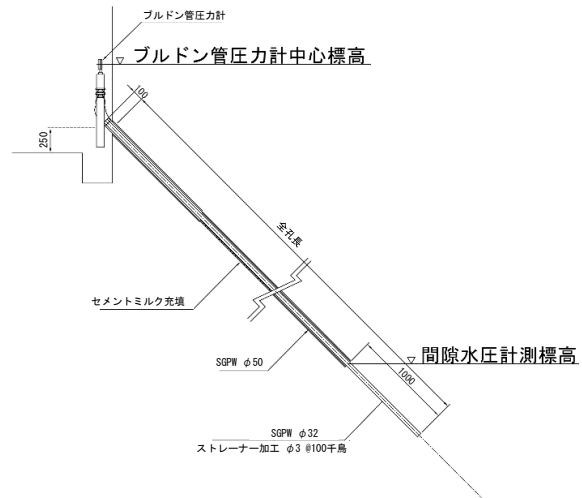 ブルドン管圧力計
ブルドン管圧力計中心標高
100
250
全孔長
セメントミルク充填
間隙水圧計測標高
SGPW φ50
1000
SGPW φ32
ストレーナー加工 φ3 @100千鳥